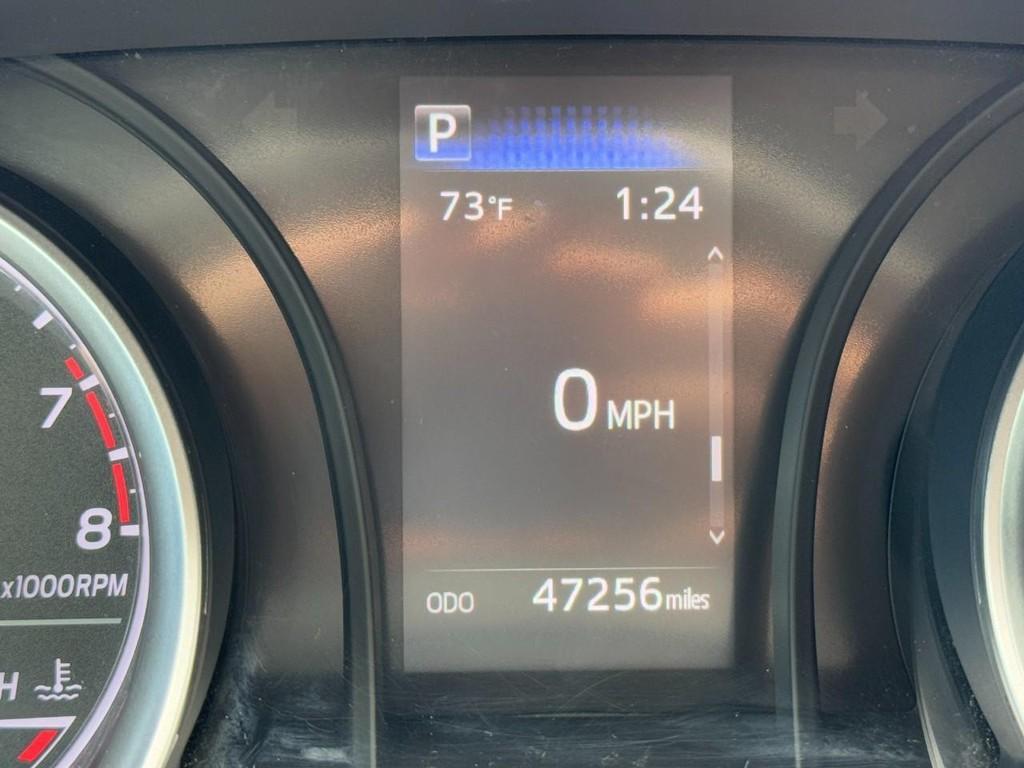 P
73°F 1:24
7
0 MPH
8
x1000RPM
ODO 47256 miles
H